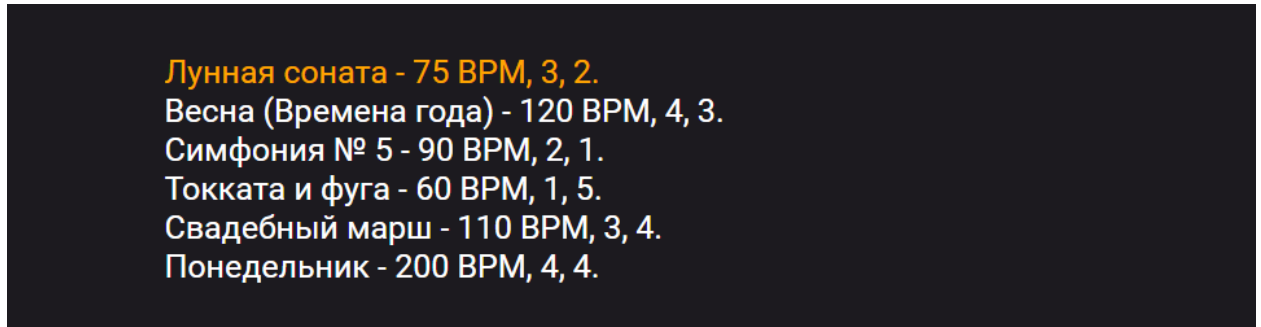 Лунная соната - 75 BPM, 3, 2.
Весна (Времена года) - 120 BPM, 4, 3.
Симфония № 5 - 90 BPM, 2, 1.
Токката и фуга - 60 BPM, 1, 5.
Свадебный марш - 110 BPM, 3, 4.
Понедельник - 200 BPM, 4, 4.